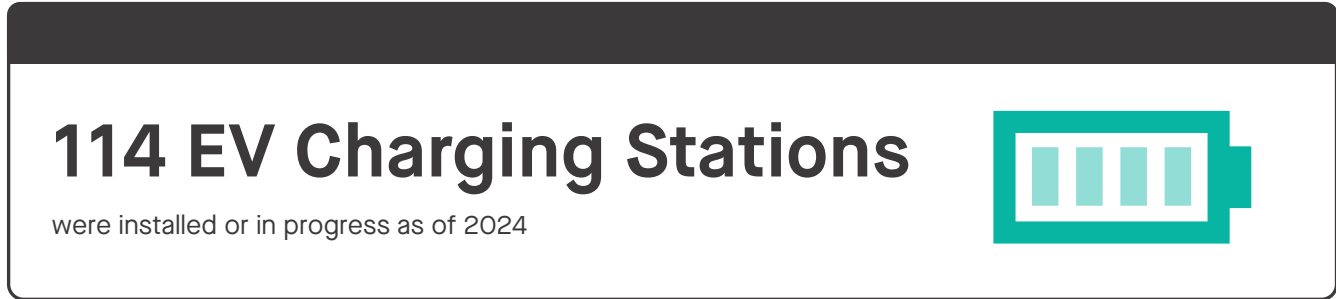 114 EV Charging Stations
were installed or in progress as of 2024